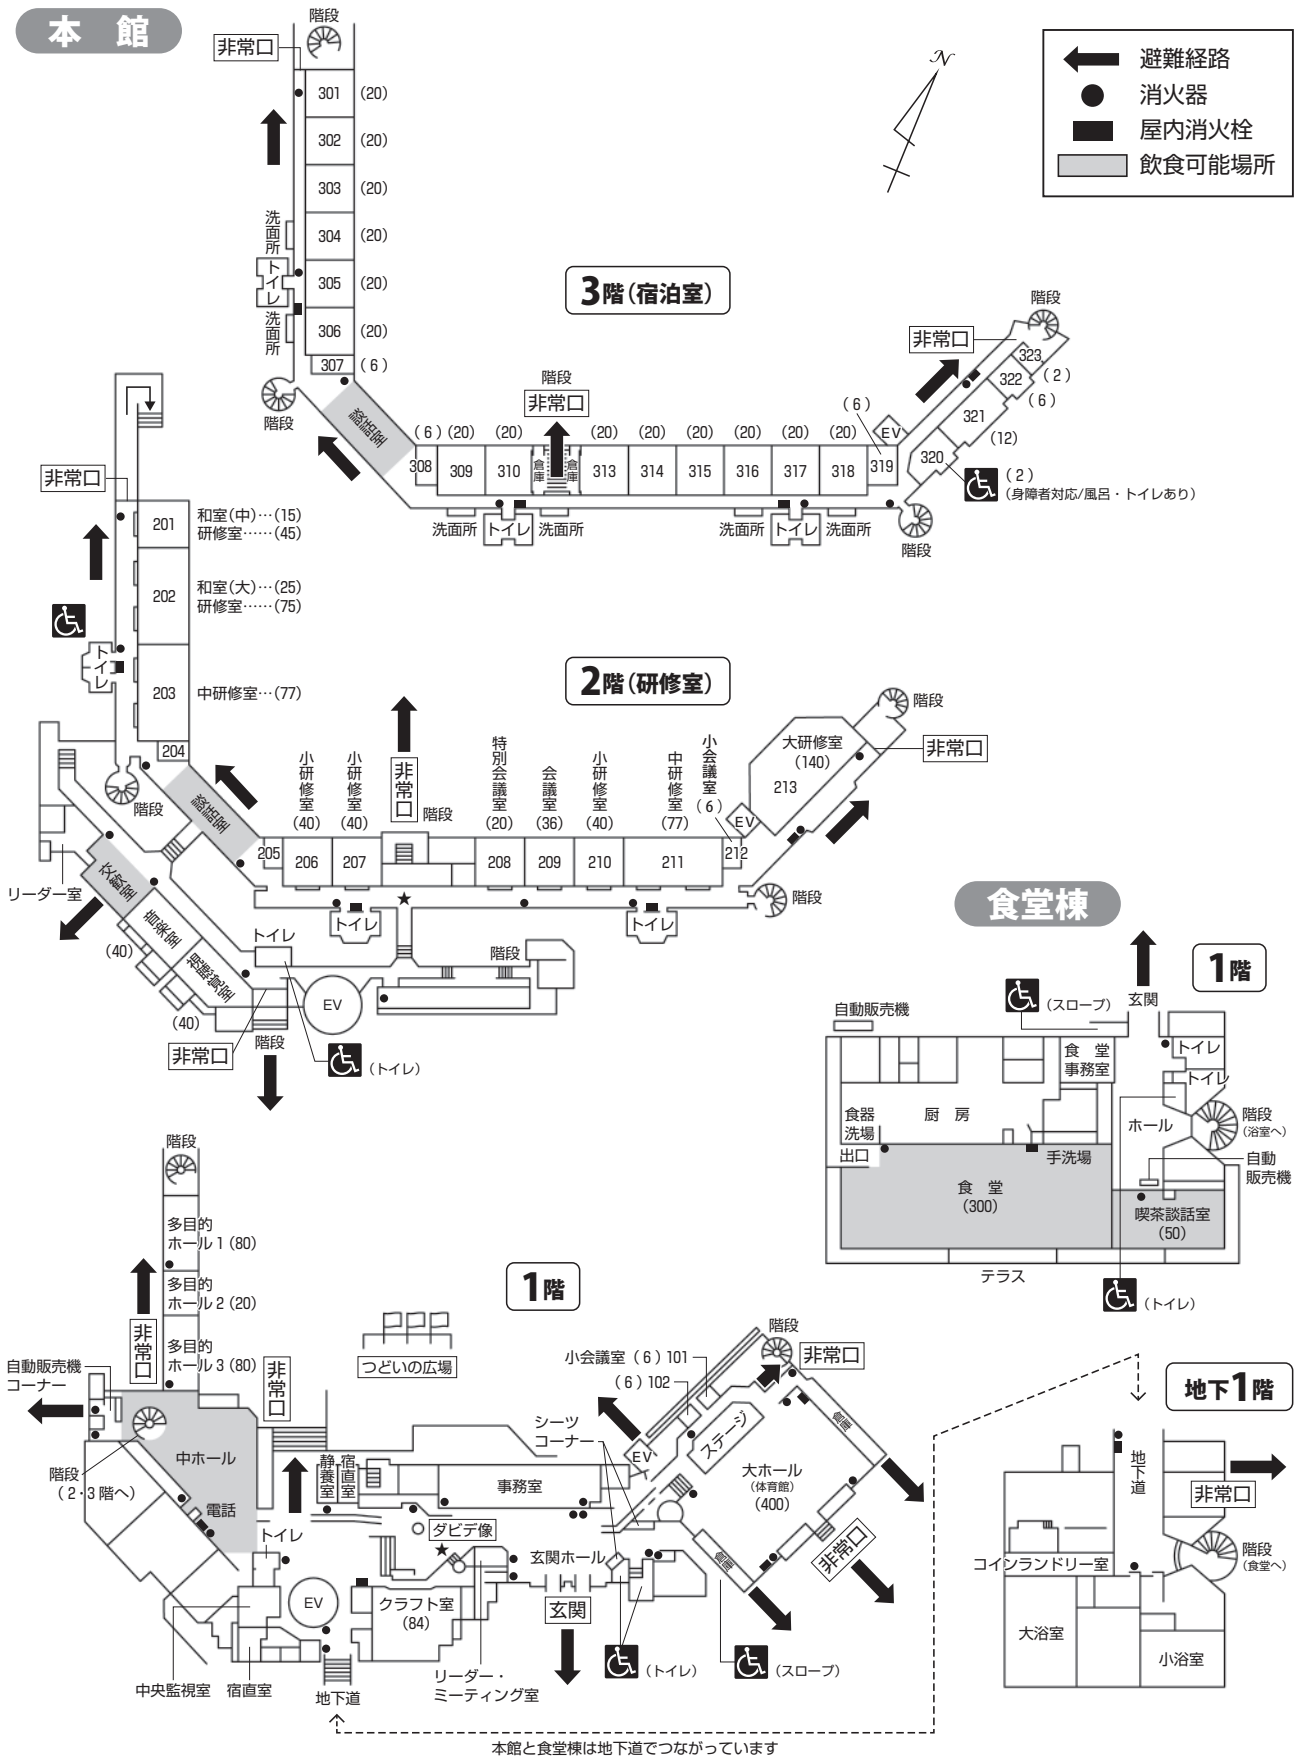 本 館
避難経路
消火器
屋内消火栓
飲食可能場所
N
3階(宿泊室)
階段
非常口
301 (20)
302 (20)
303 (20)
304 (20)
305 (20)
306 (20)
307 (6)
洗面所
トイレ
洗面所
階段
談話室
階段
非常口
(6) (20) (20) (20) (20) (20) (20) (20) (20) (6)
308 309 310 倉庫 倉庫 313 314 315 316 317 318 319
洗面所 トイレ 洗面所
洗面所 トイレ 洗面所
階段
EV
階段
非常口
323 (2)
322 (6)
321 (12)
320 (2)
(身障者対応/風呂・トイレあり)
2階(研修室)
非常口
201 和室(中)…(15)
研修室……(45)
202 和室(大)…(25)
研修室……(75)
トイレ
203 中研修室…(77)
204
階段
談話室
リーダー室
交歓室
音楽室
(40)
視聴覚室
(40)
非常口
階段
トイレ
EV
(トイレ)
205
小研修室(40) 206
小研修室(40) 207
非常口
階段
特別会議室(20) 208
会議室(36) 209
小研修室(40) 210
中研修室(77) 211
小会議室(6) 212
★
トイレ
トイレ
階段
EV
大研修室
(140)
213
階段
非常口
階段
食堂棟
1階
(スロープ)
玄関
自動販売機
食 堂
事務室
トイレ
トイレ
食器
洗場
厨 房
ホール
階段
(浴室へ)
出口
手洗場
自動
販売機
食 堂
(300)
喫茶談話室
(50)
テラス
(トイレ)
1階
階段
多目的
ホール1(80)
多目的
ホール2(20)
多目的
ホール3(80)
非常口
自動販売機
コーナー
非常口
中ホール
階段
(2・3階へ)
電話
トイレ
EV
中央監視室
宿直室
地下道
つどいの広場
静養室
宿直室
事務室
ダビデ像
★
クラフト室
(84)
リーダー・
ミーティング室
玄関ホール
玄関
シーツ
コーナー
小会議室(6)101
(6)102
EV
階段
非常口
ステージ
倉庫
大ホール
(体育館)
(400)
倉庫
非常口
(トイレ)
(スロープ)
地下1階
地下道
非常口
コインランドリー室
階段
(食堂へ)
大浴室
小浴室
本館と食堂棟は地下道でつながっています